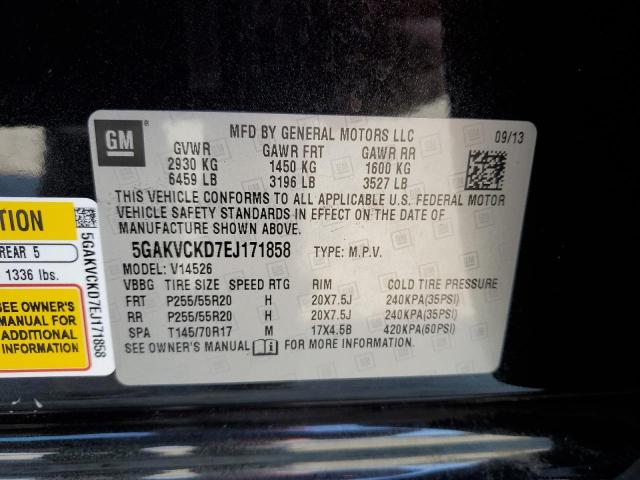 GM®
MFD BY GENERAL MOTORS LLC 09/13
GVWR GAWR FRT GAWR RR
2930 KG 1450 KG 1600 KG
6459 LB 3196 LB 3527 LB
THIS VEHICLE CONFORMS TO ALL APPLICABLE U.S. FEDERAL MOTOR
VEHICLE SAFETY STANDARDS IN EFFECT ON THE DATE OF
MANUFACTURE SHOWN ABOVE.
5GAKVCKD7EJ171858 TYPE: M.P.V.
MODEL: V14526
VBBG TIRE SIZE SPEED RTG RIM COLD TIRE PRESSURE
FRT P255/55R20 H 20X7.5J 240KPA(35PSI)
RR P255/55R20 H 20X7.5J 240KPA(35PSI)
SPA T145/70R17 M 17X4.5B 420KPA(60PSI)
SEE OWNER'S MANUAL FOR MORE INFORMATION.
TION
REAR 5
1336 lbs.
SEE OWNER'S
MANUAL FOR
ADDITIONAL
INFORMATION
5GAKVCKD7EJ171858